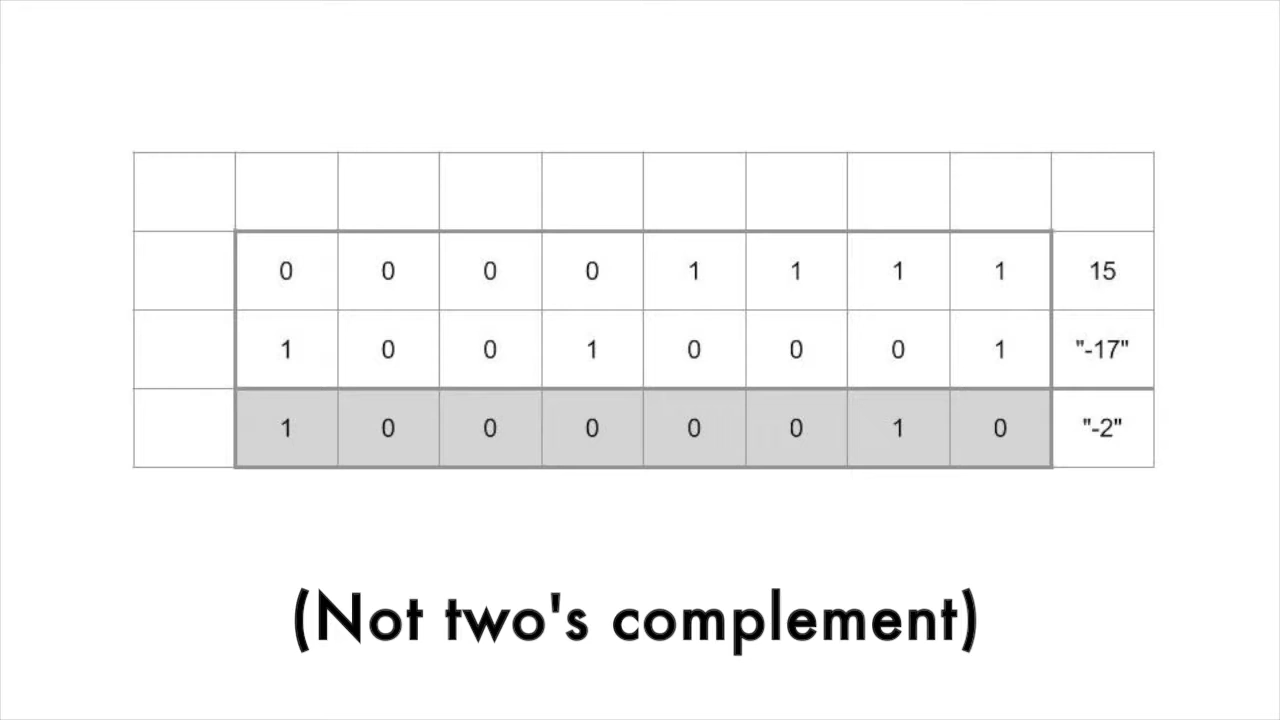 0 0 0 0 1 1 1 1 15
1 0 0 1 0 0 0 1 "-17"
1 0 0 0 0 0 1 0 "-2"
(Not two's complement)